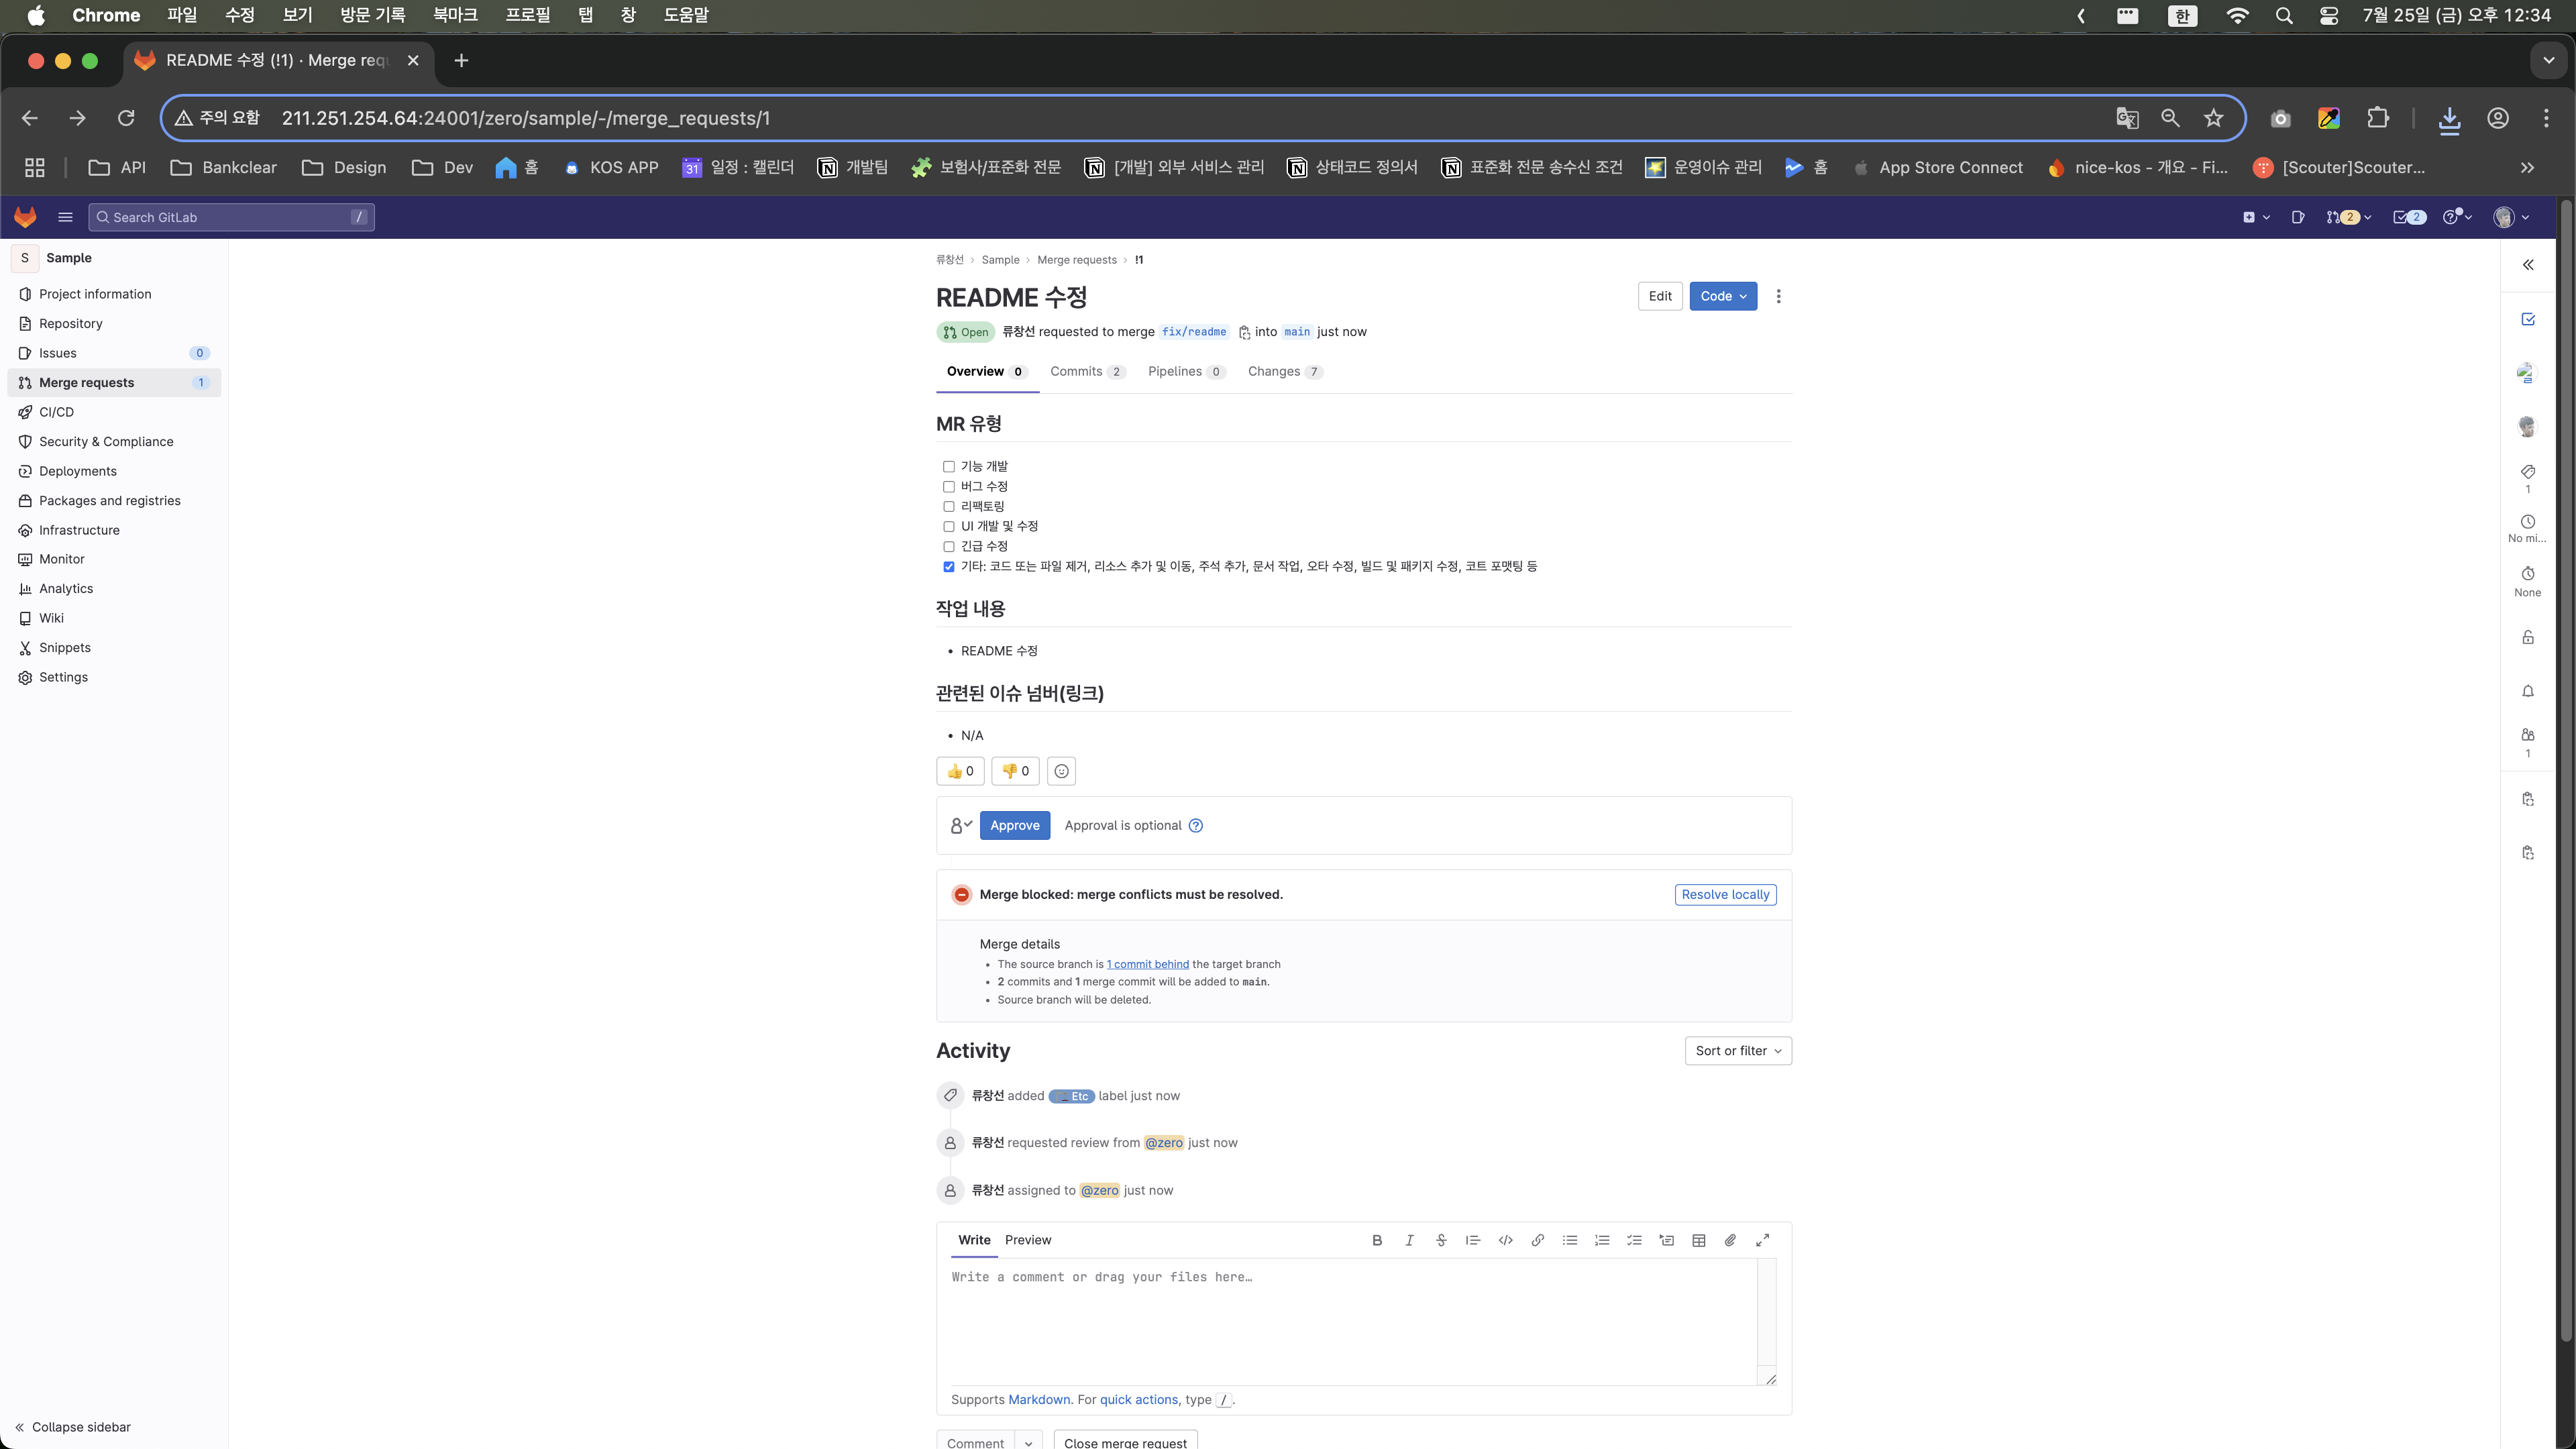 Chrome 파일 수정 보기 방문 기록 북마크 프로필 탭 창 도움말 한 7월 25일 (금) 오후 12:34
README 수정 (!1) · Merge requ
주의 요함 211.251.254.64:24001/zero/sample/-/merge_requests/1
API Bankclear Design Dev 홈 KOS APP 31 일정 : 캘린더 개발팀 보험사/표준화 전문 [개발] 외부 서비스 관리 상태코드 정의서 표준화 전문 송수신 조건 운영이슈 관리 홈 App Store Connect nice-kos - 개요 - Fi... [Scouter]Scouter...
Search GitLab / 2 2
S Sample
Project information
Repository
Issues 0
Merge requests 1
CI/CD
Security & Compliance
Deployments
Packages and registries
Infrastructure
Monitor
Analytics
Wiki
Snippets
Settings
Collapse sidebar
류창선 › Sample › Merge requests › !1
README 수정
Edit Code
Open 류창선 requested to merge fix/readme into main just now
Overview 0 Commits 2 Pipelines 0 Changes 7
MR 유형
기능 개발
버그 수정
리팩토링
UI 개발 및 수정
긴급 수정
기타: 코드 또는 파일 제거, 리소스 추가 및 이동, 주석 추가, 문서 작업, 오타 수정, 빌드 및 패키지 수정, 코트 포맷팅 등
작업 내용
• README 수정
관련된 이슈 넘버(링크)
• N/A
👍 0 👎 0
Approve Approval is optional
Merge blocked: merge conflicts must be resolved. Resolve locally
Merge details
• The source branch is 1 commit behind the target branch
• 2 commits and 1 merge commit will be added to main.
• Source branch will be deleted.
Activity Sort or filter
류창선 added Etc label just now
류창선 requested review from @zero just now
류창선 assigned to @zero just now
Write Preview
Write a comment or drag your files here…
Supports Markdown. For quick actions, type /.
Comment Close merge request
1
No mi...
None
1